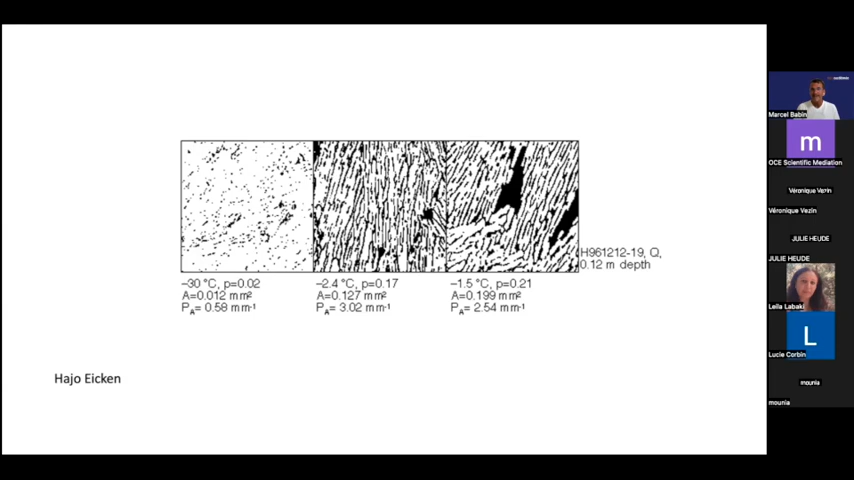 H961212-19, Q,
0.12 m depth
–30 °C, p=0.02
A=0.012 mm²
PA= 0.58 mm-1
–2.4 °C, p=0.17
A=0.127 mm²
PA= 3.02 mm-1
–1.5 °C, p=0.21
A=0.199 mm²
PA= 2.54 mm-1
Hajo Eicken
Marcel Babin
m
OCE Scientific Mediation
Véronique Vezin
Véronique Vezin
JULIE HEUDE
JULIE HEUDE
Leila Labaki
L
Lucie Corbin
mounia
mounia